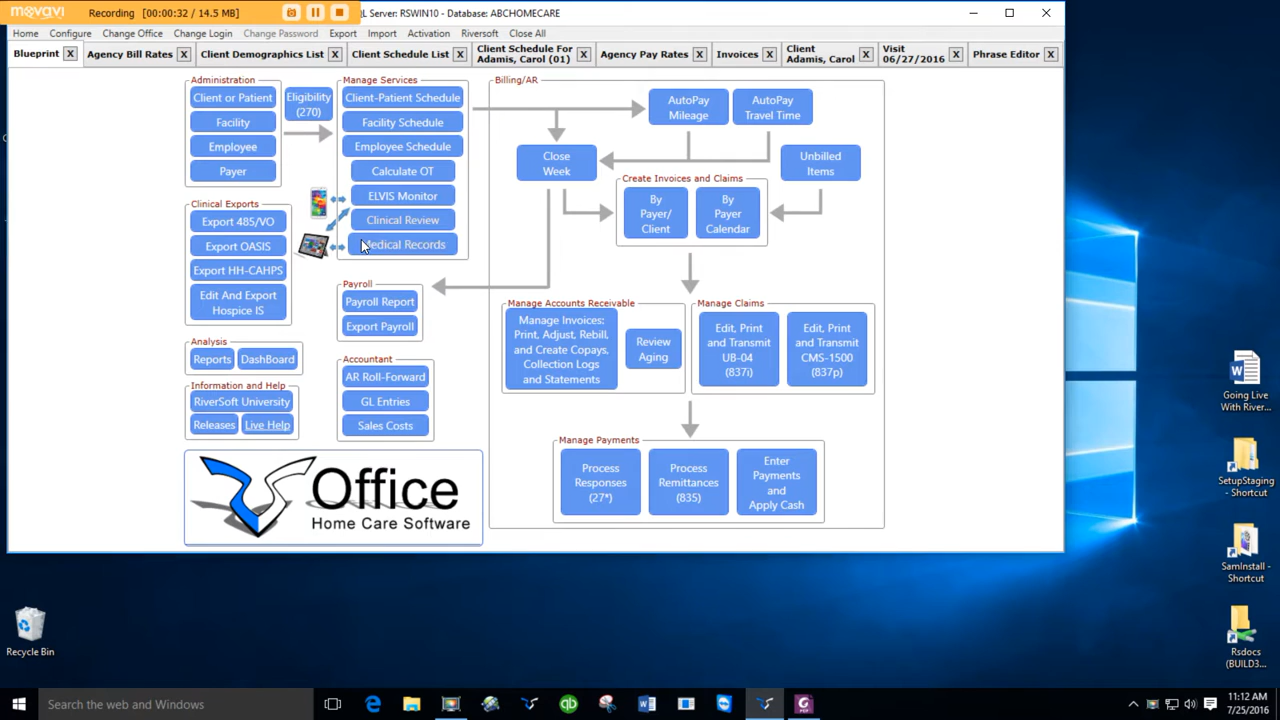 movavi
Recording [00:00:32 / 14.5 MB]
QL Server: RSWIN10 - Database: ABCHOMECARE
Home Configure Change Office Change Login Change Password Export Import Activation Riversoft Close All
Blueprint X
Agency Bill Rates X
Client Demographics List X
Client Schedule List X
Client Schedule For
Adamis, Carol (01) X
Agency Pay Rates X
Invoices X
Client
Adamis, Carol X
Visit
06/27/2016 X
Phrase Editor X
Administration
Client or Patient
Facility
Employee
Payer
Eligibility
(270)
Manage Services
Client-Patient Schedule
Facility Schedule
Employee Schedule
Calculate OT
ELVIS Monitor
Clinical Review
Medical Records
Clinical Exports
Export 485/VO
Export OASIS
Export HH-CAHPS
Edit And Export
Hospice IS
Payroll
Payroll Report
Export Payroll
Analysis
Reports
DashBoard
Accountant
AR Roll-Forward
GL Entries
Sales Costs
Information and Help
RiverSoft University
Releases
Live Help
Office
Home Care Software
Billing/AR
AutoPay
Mileage
AutoPay
Travel Time
Close
Week
Unbilled
Items
Create Invoices and Claims
By
Payer/
Client
By
Payer
Calendar
Manage Accounts Receivable
Manage Invoices:
Print, Adjust, Rebill,
and Create Copays,
Collection Logs
and Statements
Review
Aging
Manage Claims
Edit, Print
and Transmit
UB-04
(837i)
Edit, Print
and Transmit
CMS-1500
(837p)
Manage Payments
Process
Responses
(27*)
Process
Remittances
(835)
Enter
Payments
and
Apply Cash
Going Live
With River...
SetupStaging
- Shortcut
SamInstall -
Shortcut
Rsdocs
(BUILD3...
Recycle Bin
Search the web and Windows
11:12 AM
7/25/2016